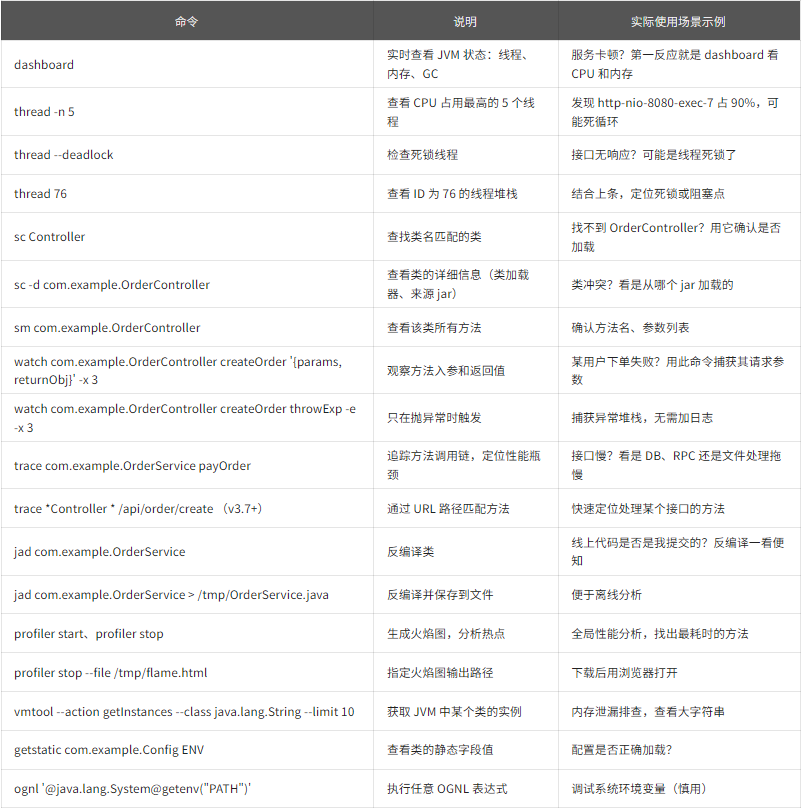 命令 说明 实际使用场景示例
dashboard
实时查看 JVM 状态：线程、
内存、GC
服务卡顿？第一反应就是 dashboard 看
CPU 和内存
thread -n 5
查看 CPU 占用最高的 5 个线
程
发现 http-nio-8080-exec-7 占 90%，可
能死循环
thread --deadlock
检查死锁线程
接口无响应？可能是线程死锁了
thread 76
查看 ID 为 76 的线程堆栈
结合上条，定位死锁或阻塞点
sc Controller
查找类名匹配的类
找不到 OrderController？用它确认是否
加载
sc -d com.example.OrderController
查看类的详细信息（类加载
器、来源 jar）
类冲突？看是从哪个 jar 加载的
sm com.example.OrderController
查看该类所有方法
确认方法名、参数列表
watch com.example.OrderController createOrder '{params,
returnObj}' -x 3
观察方法入参和返回值
某用户下单失败？用此命令捕获其请求参
数
watch com.example.OrderController createOrder throwExp -e
-x 3
只在抛异常时触发
捕获异常堆栈，无需加日志
trace com.example.OrderService payOrder
追踪方法调用链，定位性能瓶
颈
接口慢？看是 DB、RPC 还是文件处理拖
慢
trace *Controller * /api/order/create （v3.7+）
通过 URL 路径匹配方法
快速定位处理某个接口的方法
jad com.example.OrderService
反编译类
线上代码是否是我提交的？反编译一看便
知
jad com.example.OrderService > /tmp/OrderService.java
反编译并保存到文件
便于离线分析
profiler start、profiler stop
生成火焰图，分析热点
全局性能分析，找出最耗时的方法
profiler stop --file /tmp/flame.html
指定火焰图输出路径
下载后用浏览器打开
vmtool --action getInstances --class java.lang.String --limit 10
获取 JVM 中某个类的实例
内存泄漏排查，查看大字符串
getstatic com.example.Config ENV
查看类的静态字段值
配置是否正确加载？
ognl '@java.lang.System@getenv("PATH")'
执行任意 OGNL 表达式
调试系统环境变量（慎用）